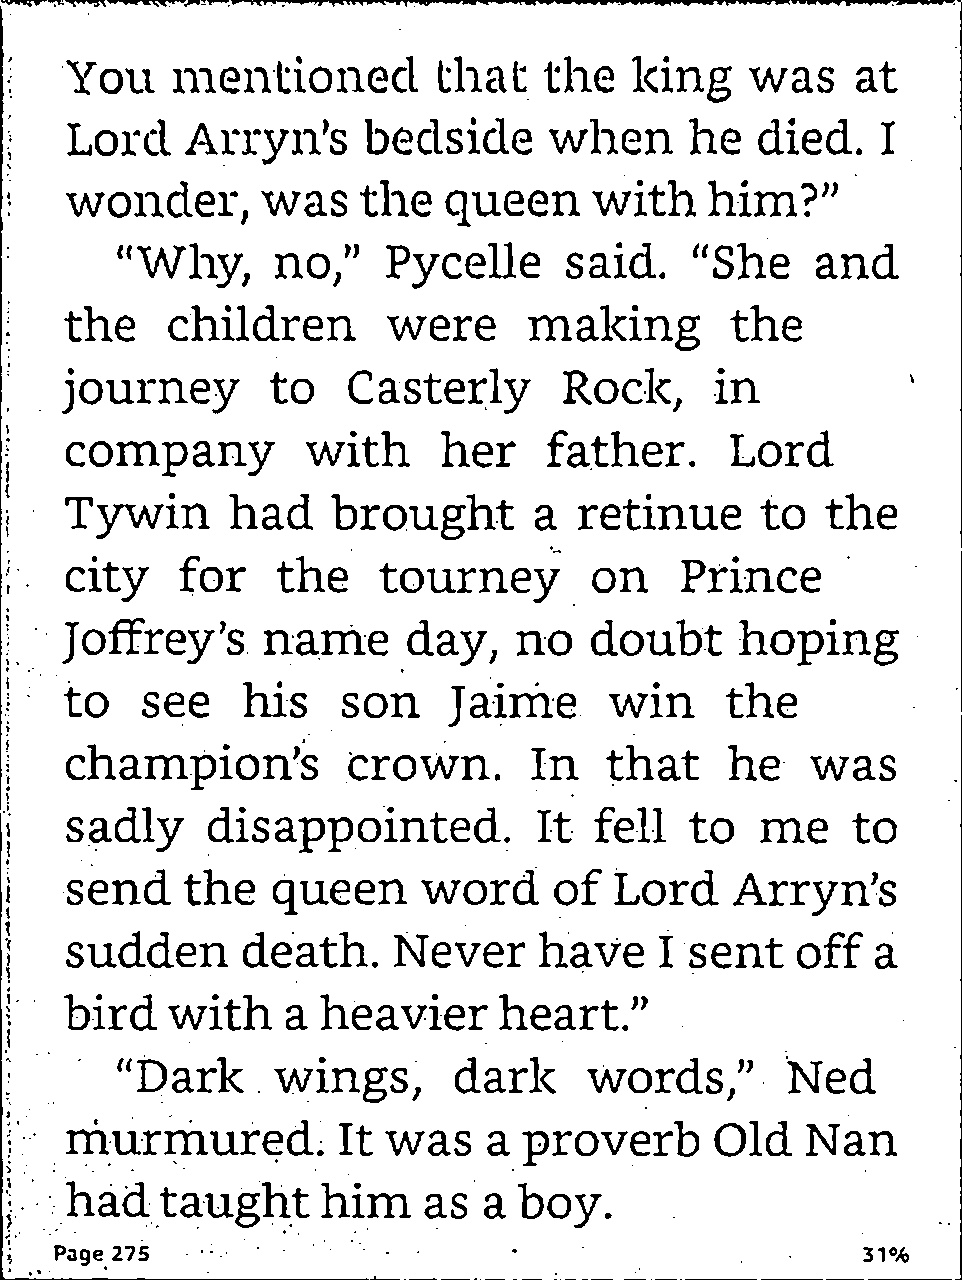 You mentioned that the king was at
Lord Arryn’s bedside when he died. I
wonder, was the queen with him?”
“Why, no,” Pycelle said. “She and
the children were making the
journey to Casterly Rock, in
company with her father. Lord
Tywin had brought a retinue to the
city for the tourney on Prince
Joffrey’s name day, no doubt hoping
to see his son Jaime win the
champion’s crown. In that he was
sadly disappointed. It fell to me to
send the queen word of Lord Arryn’s
sudden death. Never have I sent off a
bird with a heavier heart.”
“Dark wings, dark words,” Ned
murmured. It was a proverb Old Nan
had taught him as a boy.
Page 275 31%